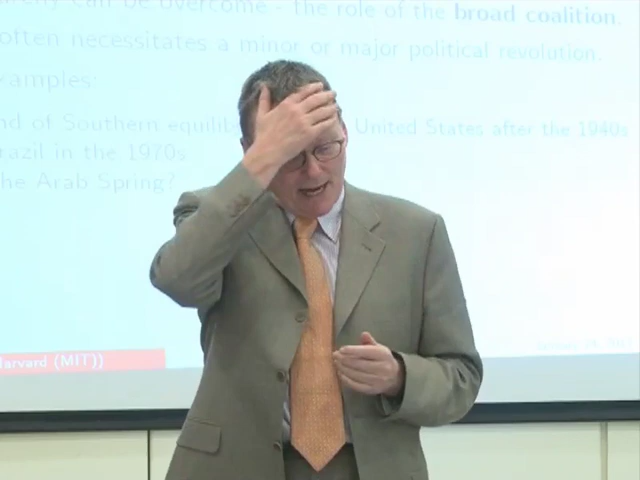 can be overcome - The role of the broad coalition.
often necessitates a minor or major political revolution.
xamples:
nd of Southern equilib United States after the 1940s
razil in the 1970s
he Arab Spring?
Harvard (MIT))